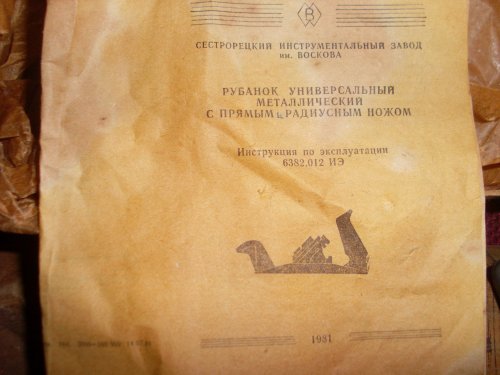 СЕСТРОРЕЦКИЙ ИНСТРУМЕНТАЛЬНЫЙ ЗАВОД
им. ВОСКОВА
РУБАНОК УНИВЕРСАЛЬНЫЙ
МЕТАЛЛИЧЕСКИЙ
С ПРЯМЫМ и РАДИУСНЫМ НОЖОМ
Инструкция по эксплуатации
6382.012 ИЭ
1981